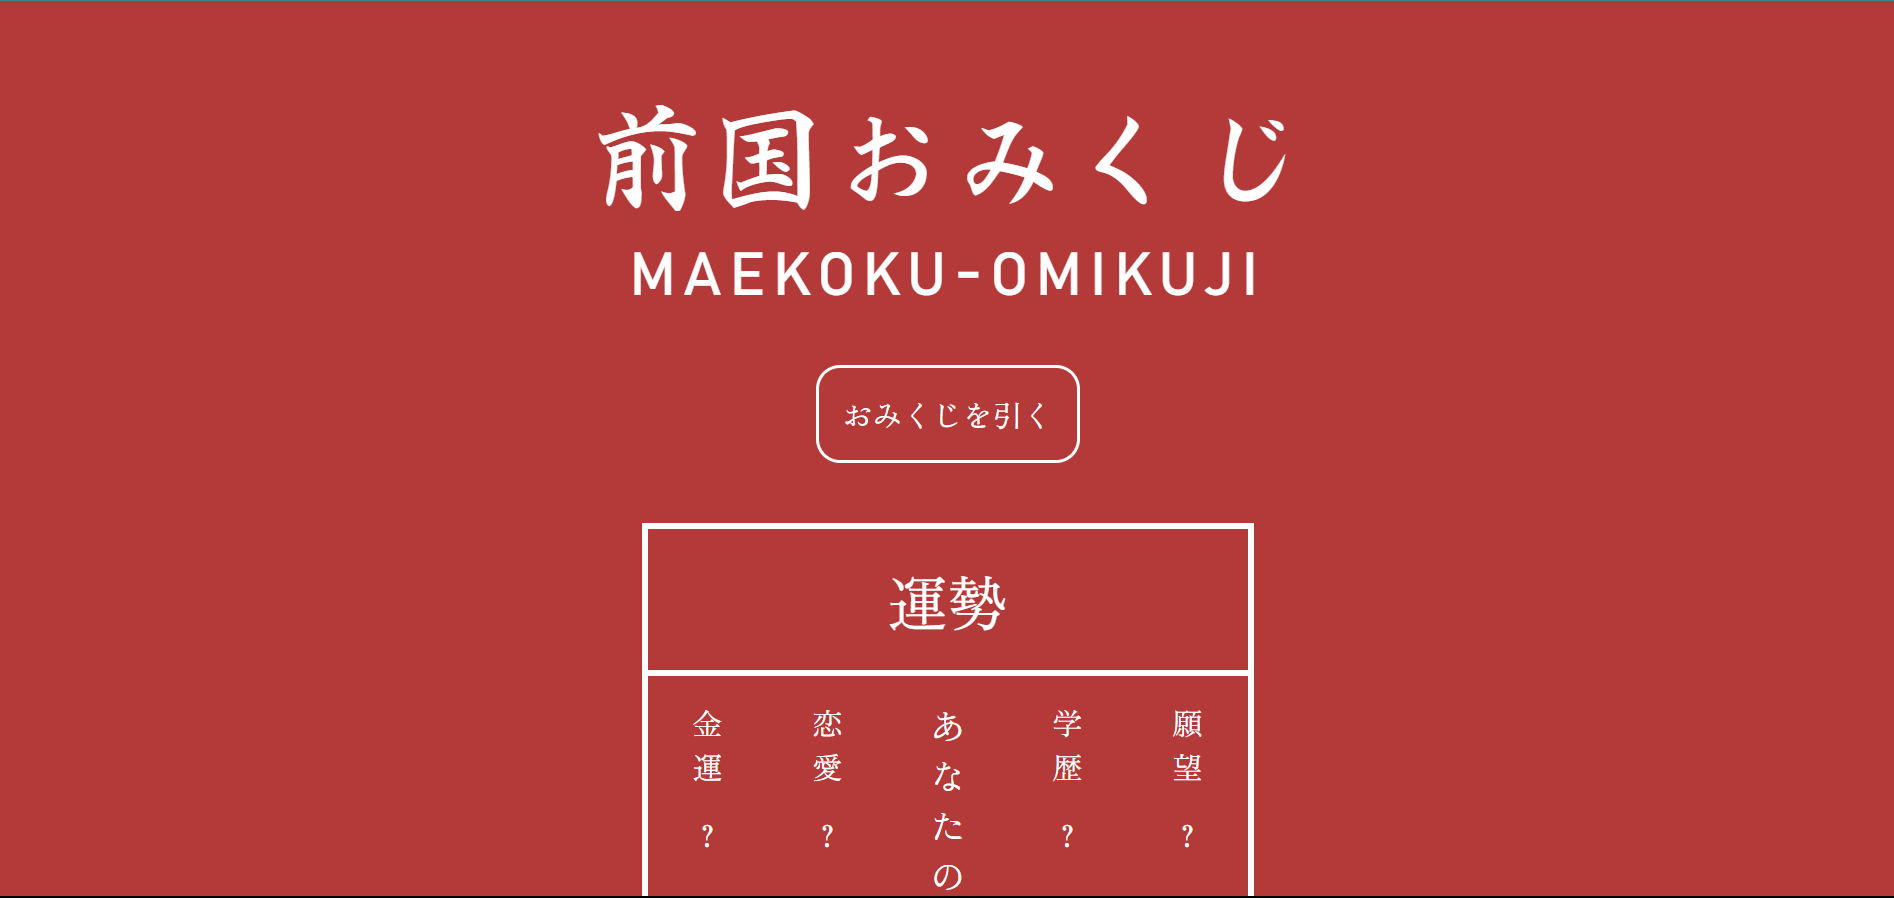 前国おみくじ
MAEKOKU-OMIKUJI
おみくじを引く
運勢
願望 ?
学歴 ?
あなたの
恋愛 ?
金運 ?